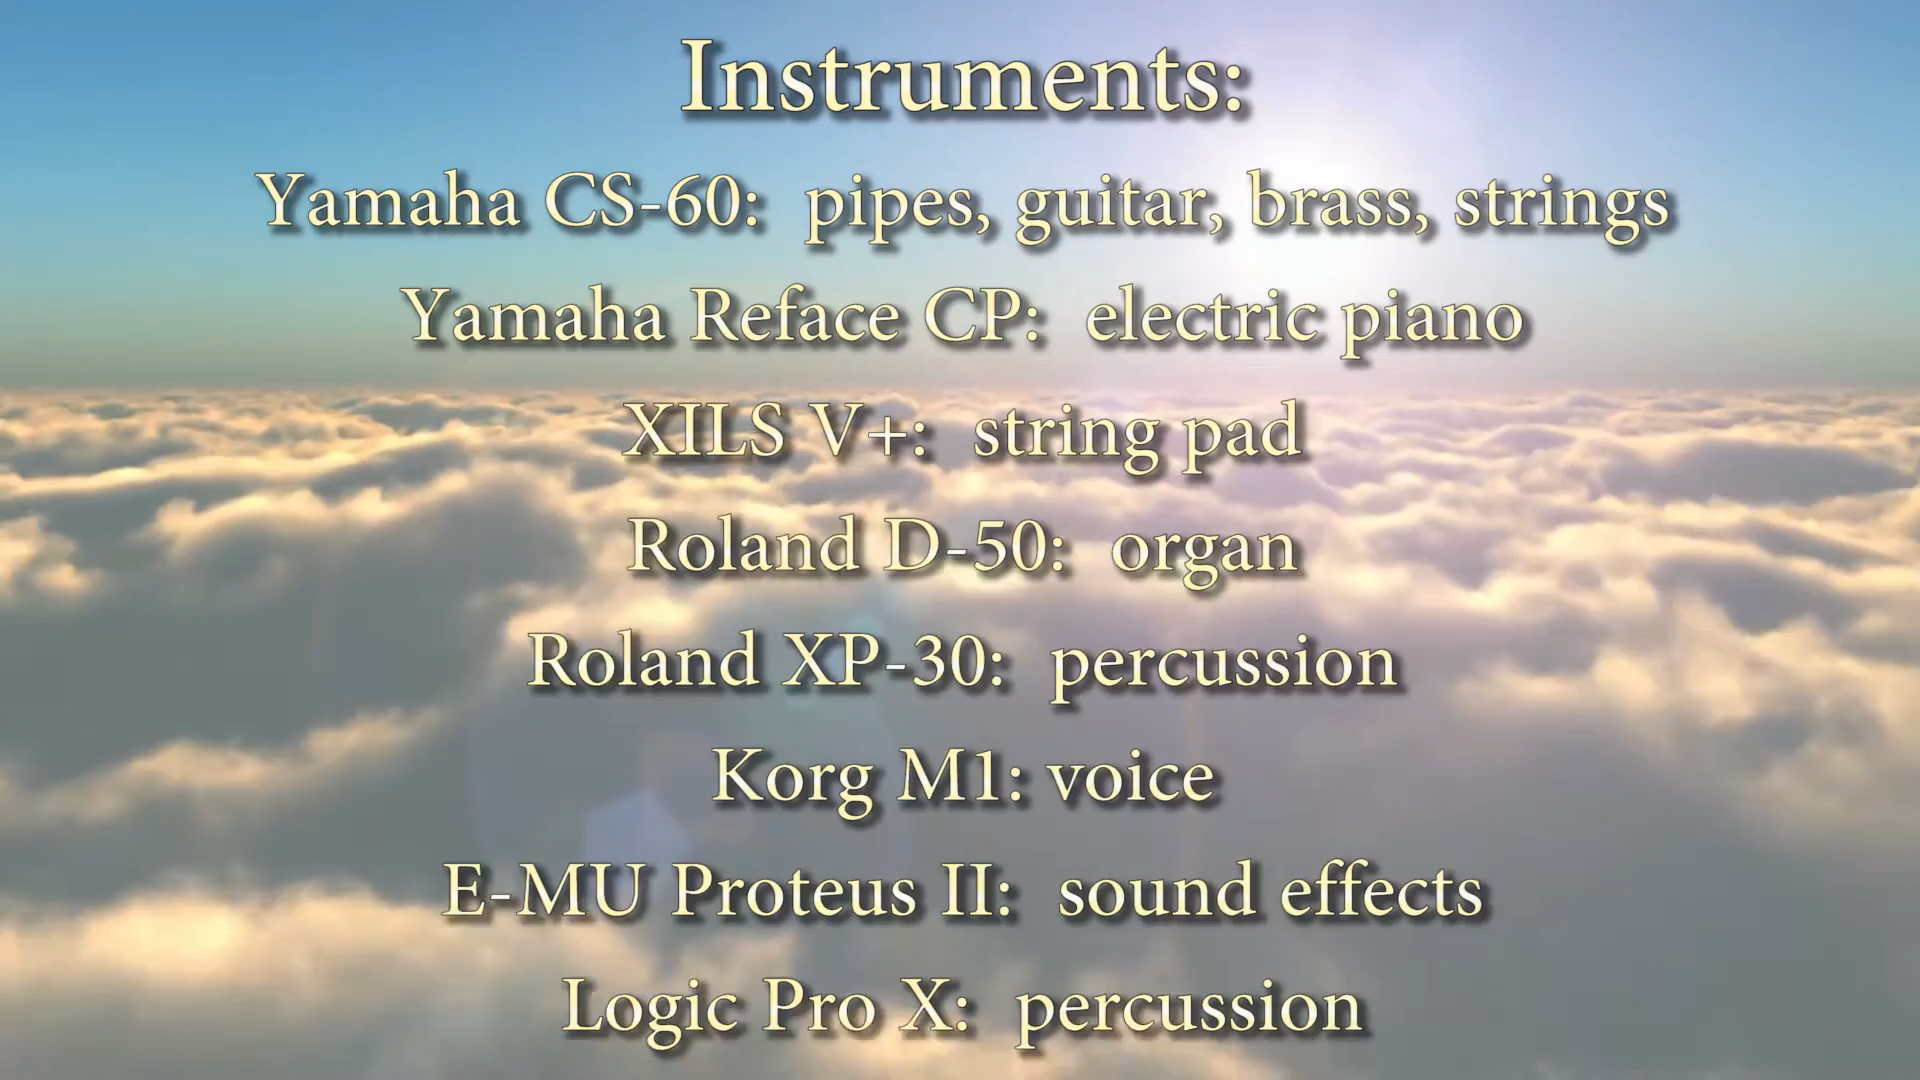 Instruments:
Yamaha CS-60: pipes, guitar, brass, strings
Yamaha Reface CP: electric piano
XILS V+: string pad
Roland D-50: organ
Roland XP-30: percussion
Korg M1: voice
E-MU Proteus II: sound effects
Logic Pro X: percussion